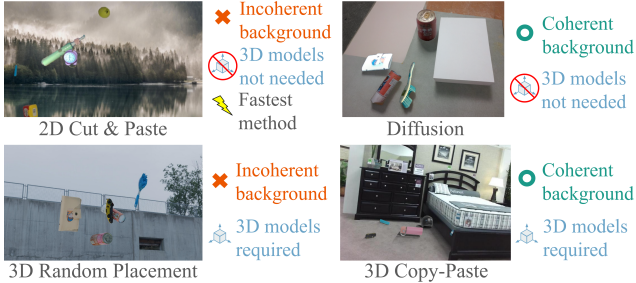 Incoherent
background
3D models
not needed
Fastest
method
2D Cut & Paste
Coherent
background
3D models
not needed
Diffusion
Incoherent
background
3D models
required
3D Random Placement
Coherent
background
3D models
required
3D Copy-Paste